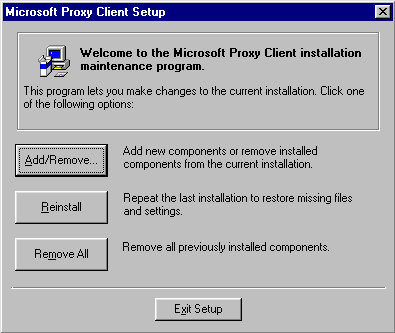 Microsoft Proxy Client Setup
Welcome to the Microsoft Proxy Client installation
maintenance program.
This program lets you make changes to the current installation. Click one
of the following options:
Add/Remove...
Add new components or remove installed
components from the current installation.
Reinstall
Repeat the last installation to restore missing files
and settings.
Remove All
Remove all previously installed components.
Exit Setup